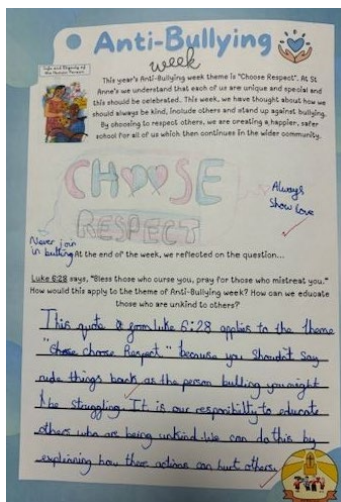 Anti-Bullying
week
Life and Dignity of
the Human Person
This year's Anti-Bullying week theme is "Choose Respect". At St
Anne's we understand that each of us are unique and special and
this should be celebrated. This week, we have thought about how we
should always be kind, include others and stand up against bullying.
By choosing to respect others, we are creating a happier, safer
school for all of us which then continues in the wider community.
CHOOSE
RESPECT
Always
Show love
Never join
in bullying
At the end of the week, we reflected on the question...
Luke 6:28 says, "Bless those who curse you, pray for those who mistreat you."
How would this apply to the theme of Anti-Bullying week? How can we educate
those who are unkind to others?
This quote from luke 6:28 applies to the theme
"choose Respect" because you shouldn't say
rude things back as the person bulling you might
be struggling. It is our responsibilty to educate
others who are being unkind. We can do this by
explainning how there actions can hurt others.